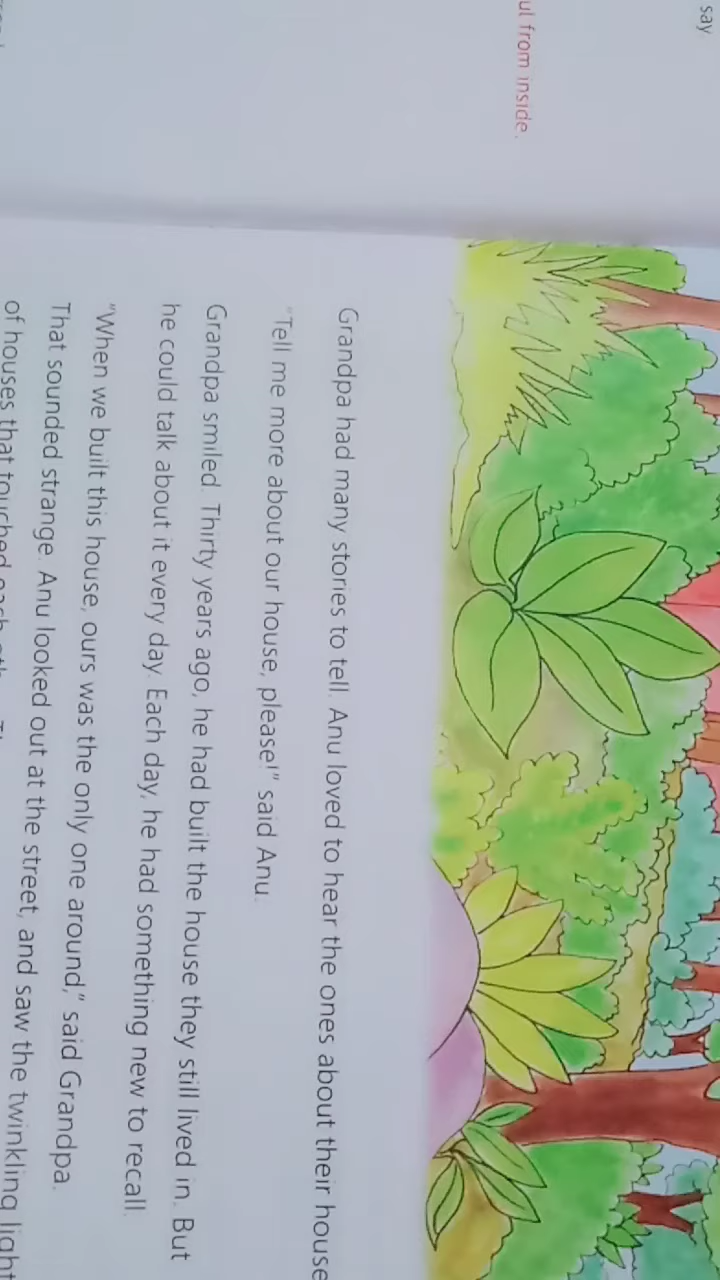 say
ul from inside.
Grandpa had many stories to tell. Anu loved to hear the ones about their house
"Tell me more about our house, please!" said Anu.
Grandpa smiled. Thirty years ago, he had built the house they still lived in. But
he could talk about it every day. Each day, he had something new to recall.
"When we built this house, ours was the only one around," said Grandpa.
That sounded strange. Anu looked out at the street, and saw the twinkling light
of houses that touched each